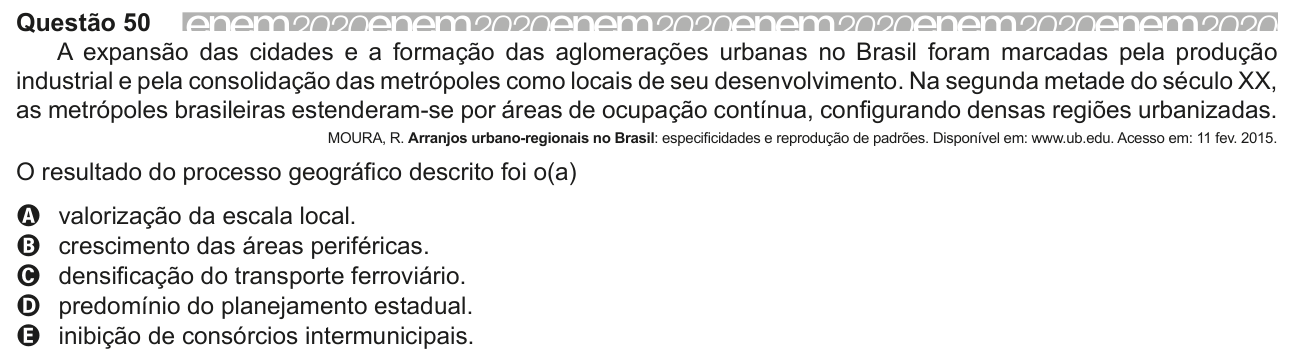 Questão 50 enem2020enem2020enem2020enem2020enem2020enem2020
A expansão das cidades e a formação das aglomerações urbanas no Brasil foram marcadas pela produção
industrial e pela consolidação das metrópoles como locais de seu desenvolvimento. Na segunda metade do século XX,
as metrópoles brasileiras estenderam-se por áreas de ocupação contínua, configurando densas regiões urbanizadas.
MOURA, R. Arranjos urbano-regionais no Brasil: especificidades e reprodução de padrões. Disponível em: www.ub.edu. Acesso em: 11 fev. 2015.
O resultado do processo geográfico descrito foi o(a)
A valorização da escala local.
B crescimento das áreas periféricas.
C densificação do transporte ferroviário.
D predomínio do planejamento estadual.
E inibição de consórcios intermunicipais.